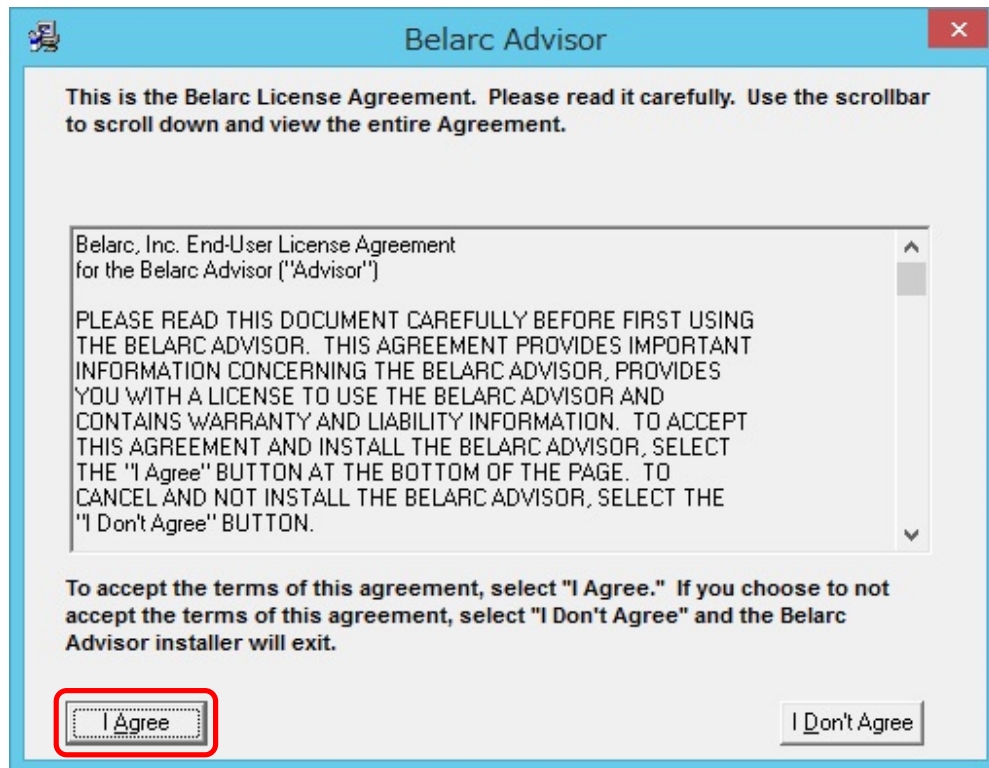 Belarc Advisor
This is the Belarc License Agreement.  Please read it carefully.  Use the scrollbar
to scroll down and view the entire Agreement.
Belarc, Inc. End-User License Agreement
for the Belarc Advisor ("Advisor")
PLEASE READ THIS DOCUMENT CAREFULLY BEFORE FIRST USING
THE BELARC ADVISOR.  THIS AGREEMENT PROVIDES IMPORTANT
INFORMATION CONCERNING THE BELARC ADVISOR, PROVIDES
YOU WITH A LICENSE TO USE THE BELARC ADVISOR AND
CONTAINS WARRANTY AND LIABILITY INFORMATION.  TO ACCEPT
THIS AGREEMENT AND INSTALL THE BELARC ADVISOR, SELECT
THE "I Agree" BUTTON AT THE BOTTOM OF THE PAGE.  TO
CANCEL AND NOT INSTALL THE BELARC ADVISOR, SELECT THE
"I Don't Agree" BUTTON.
To accept the terms of this agreement, select "I Agree."  If you choose to not
accept the terms of this agreement, select "I Don't Agree" and the Belarc
Advisor installer will exit.
I Agree
I Don't Agree